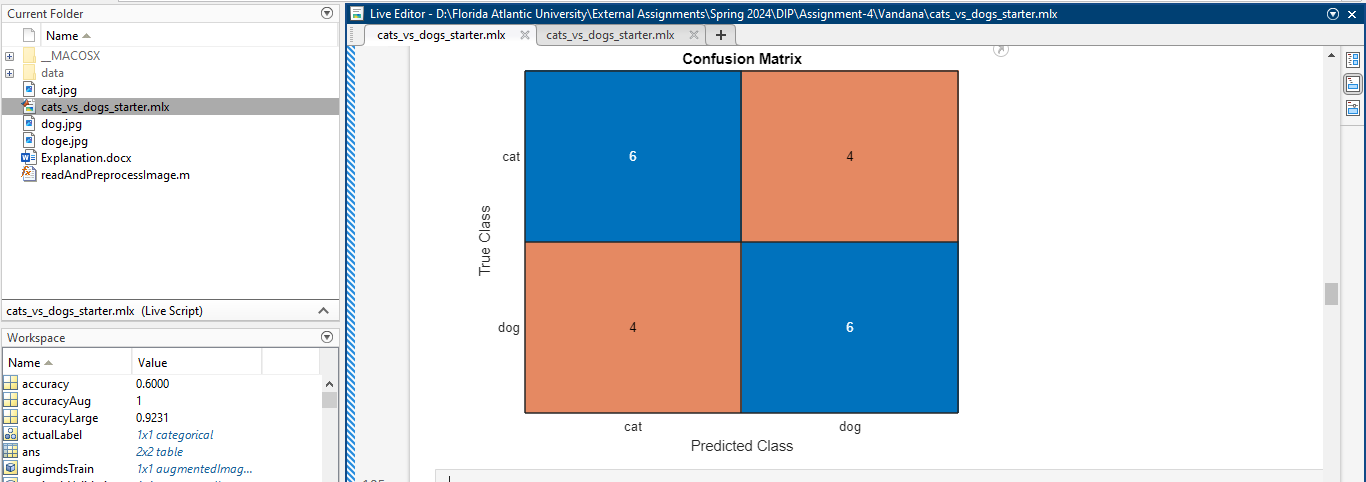 Current Folder
Name
__MACOSX
data
cat.jpg
cats_vs_dogs_starter.mlx
dog.jpg
doge.jpg
Explanation.docx
readAndPreprocessImage.m
cats_vs_dogs_starter.mlx (Live Script)
Workspace
Name Value
accuracy 0.6000
accuracyAug 1
accuracyLarge 0.9231
actualLabel 1x1 categorical
ans 2x2 table
augimdsTrain 1x1 augmentedImag...
Live Editor - D:\Florida Atlantic University\External Assignments\Spring 2024\DIP\Assignment-4\Vandana\cats_vs_dogs_starter.mlx
cats_vs_dogs_starter.mlx cats_vs_dogs_starter.mlx
Confusion Matrix
True Class
cat 6 4
dog 4 6
cat dog
Predicted Class